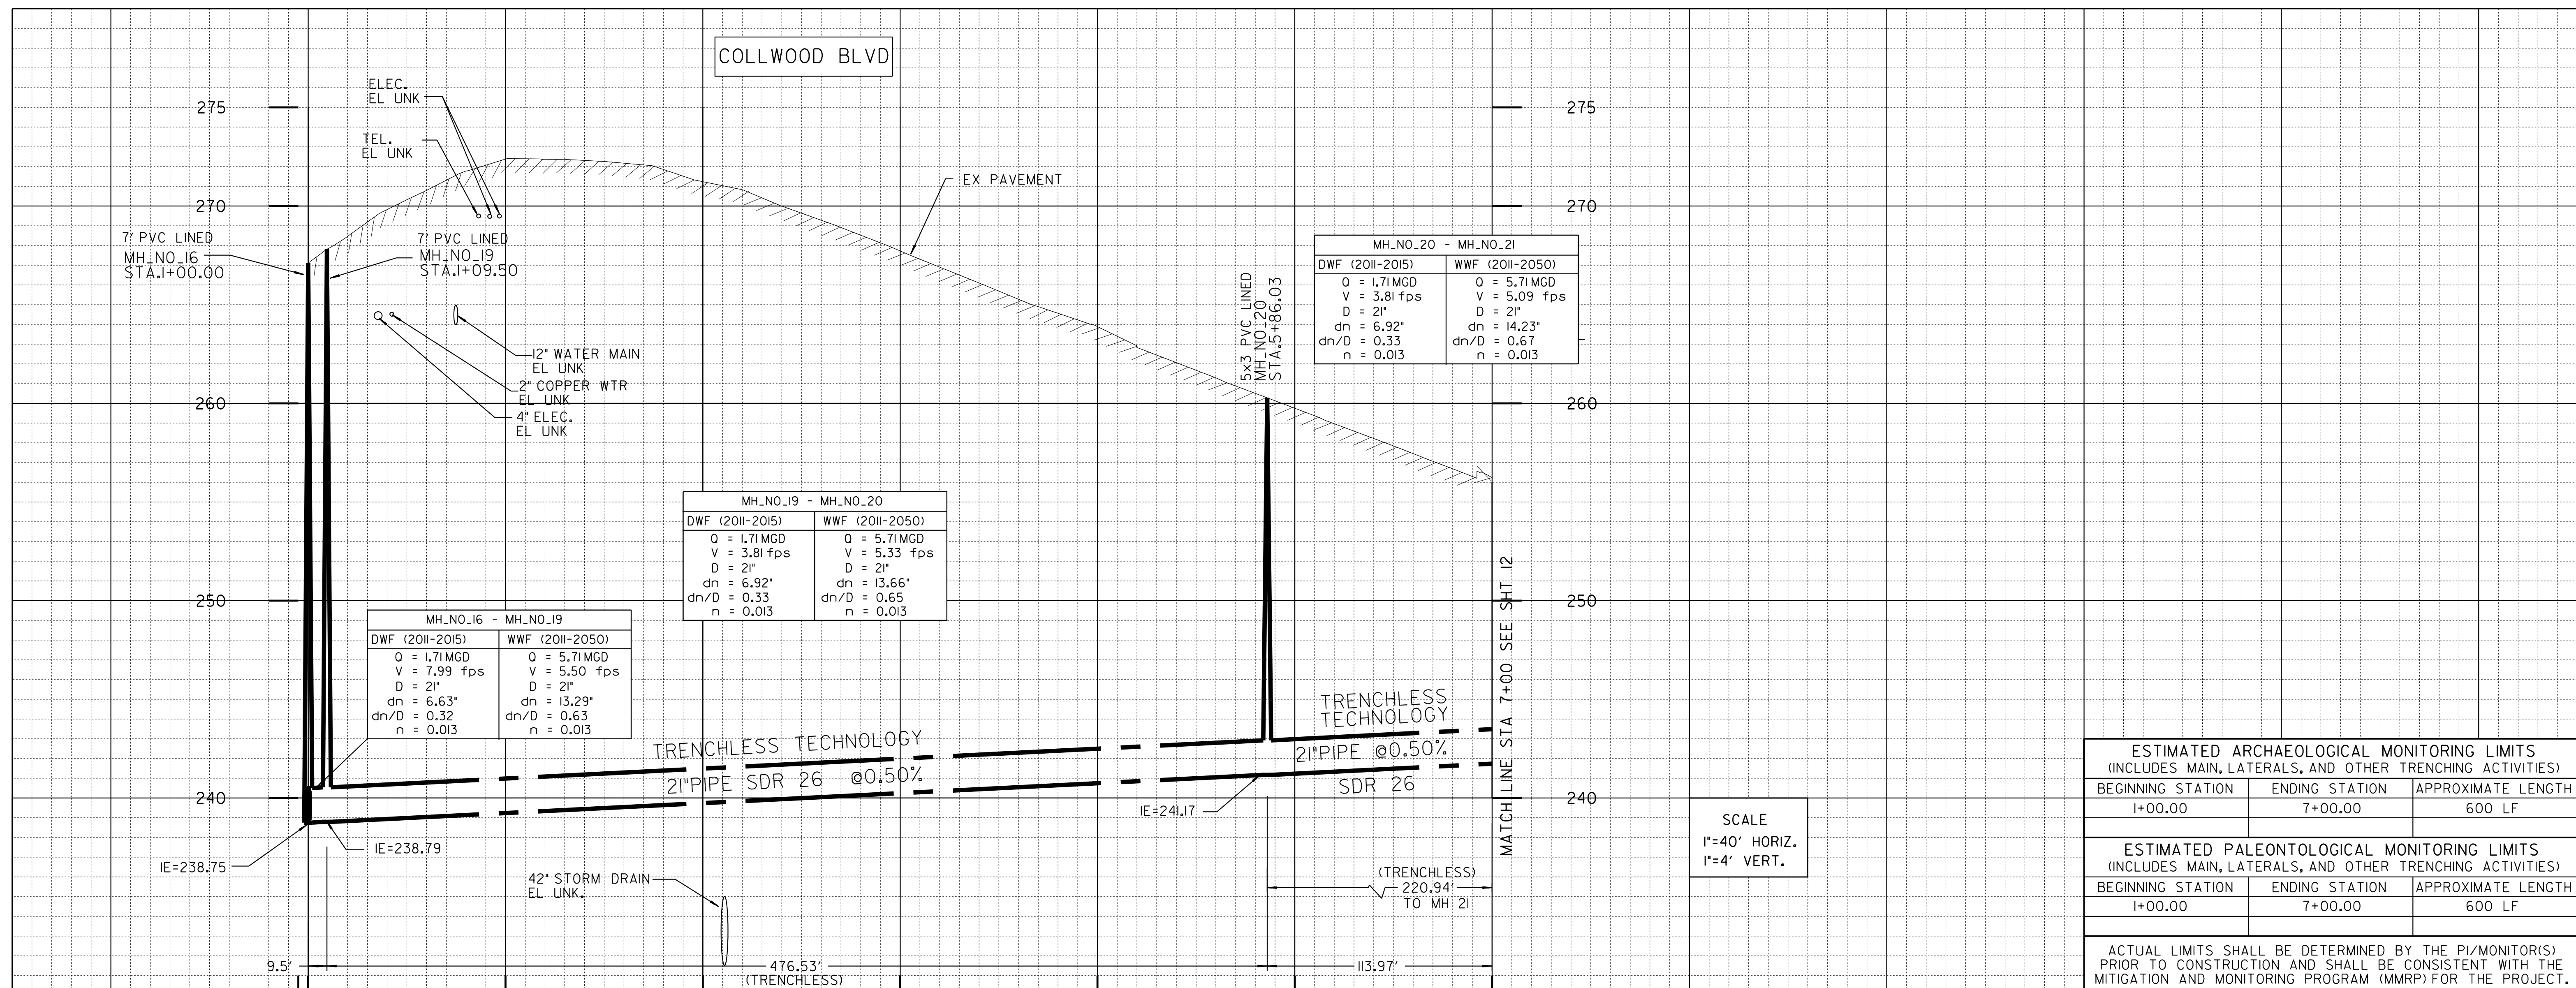 COLLWOOD BLVD
ELEC.
EL UNK
TEL.
EL UNK
275
275
270
270
260
260
250
250
240
240
EX PAVEMENT
7' PVC LINED
MH_NO_16
STA.1+00.00
7' PVC LINED
MH_NO_19
STA.1+09.50
12" WATER MAIN
EL UNK
2" COPPER WTR
EL UNK
4" ELEC.
EL UNK
5x3 PVC LINED
MH_NO_20
STA.5+86.03
MH_NO_20 - MH_NO_21
DWF (2011-2015) WWF (2011-2050)
Q = 1.71 MGD Q = 5.71 MGD
V = 3.81 fps V = 5.09 fps
D = 21" D = 21"
dn = 6.92" dn = 14.23"
dn/D = 0.33 dn/D = 0.67
n = 0.013 n = 0.013
MH_NO_19 - MH_NO_20
DWF (2011-2015) WWF (2011-2050)
Q = 1.71 MGD Q = 5.71 MGD
V = 3.81 fps V = 5.33 fps
D = 21" D = 21"
dn = 6.92" dn = 13.66"
dn/D = 0.33 dn/D = 0.65
n = 0.013 n = 0.013
MH_NO_16 - MH_NO_19
DWF (2011-2015) WWF (2011-2050)
Q = 1.71 MGD Q = 5.71 MGD
V = 7.99 fps V = 5.50 fps
D = 21" D = 21"
dn = 6.63" dn = 13.29"
dn/D = 0.32 dn/D = 0.63
n = 0.013 n = 0.013
TRENCHLESS TECHNOLOGY
21"PIPE SDR 26 @0.50%
TRENCHLESS
TECHNOLOGY
21"PIPE @0.50%
SDR 26
MATCH LINE STA 7+00 SEE SHT 12
IE=238.75
IE=238.79
IE=241.17
42" STORM DRAIN
EL UNK.
(TRENCHLESS)
220.94'
TO MH 21
9.5'
476.53'
(TRENCHLESS)
113.97'
SCALE
1"=40' HORIZ.
1"=4' VERT.
ESTIMATED ARCHAEOLOGICAL MONITORING LIMITS
(INCLUDES MAIN, LATERALS, AND OTHER TRENCHING ACTIVITIES)
BEGINNING STATION ENDING STATION APPROXIMATE LENGTH
1+00.00 7+00.00 600 LF
ESTIMATED PALEONTOLOGICAL MONITORING LIMITS
(INCLUDES MAIN, LATERALS, AND OTHER TRENCHING ACTIVITIES)
BEGINNING STATION ENDING STATION APPROXIMATE LENGTH
1+00.00 7+00.00 600 LF
ACTUAL LIMITS SHALL BE DETERMINED BY THE PI/MONITOR(S)
PRIOR TO CONSTRUCTION AND SHALL BE CONSISTENT WITH THE
MITIGATION AND MONITORING PROGRAM (MMRP) FOR THE PROJECT.